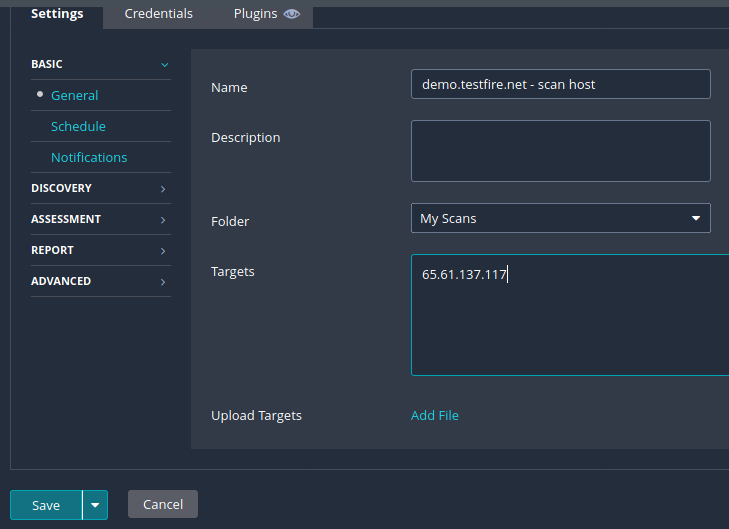 Settings Credentials Plugins
BASIC
General
Schedule
Notifications
DISCOVERY
ASSESSMENT
REPORT
ADVANCED
Name demo.testfire.net - scan host
Description
Folder My Scans
Targets 65.61.137.117
Upload Targets Add File
Save Cancel